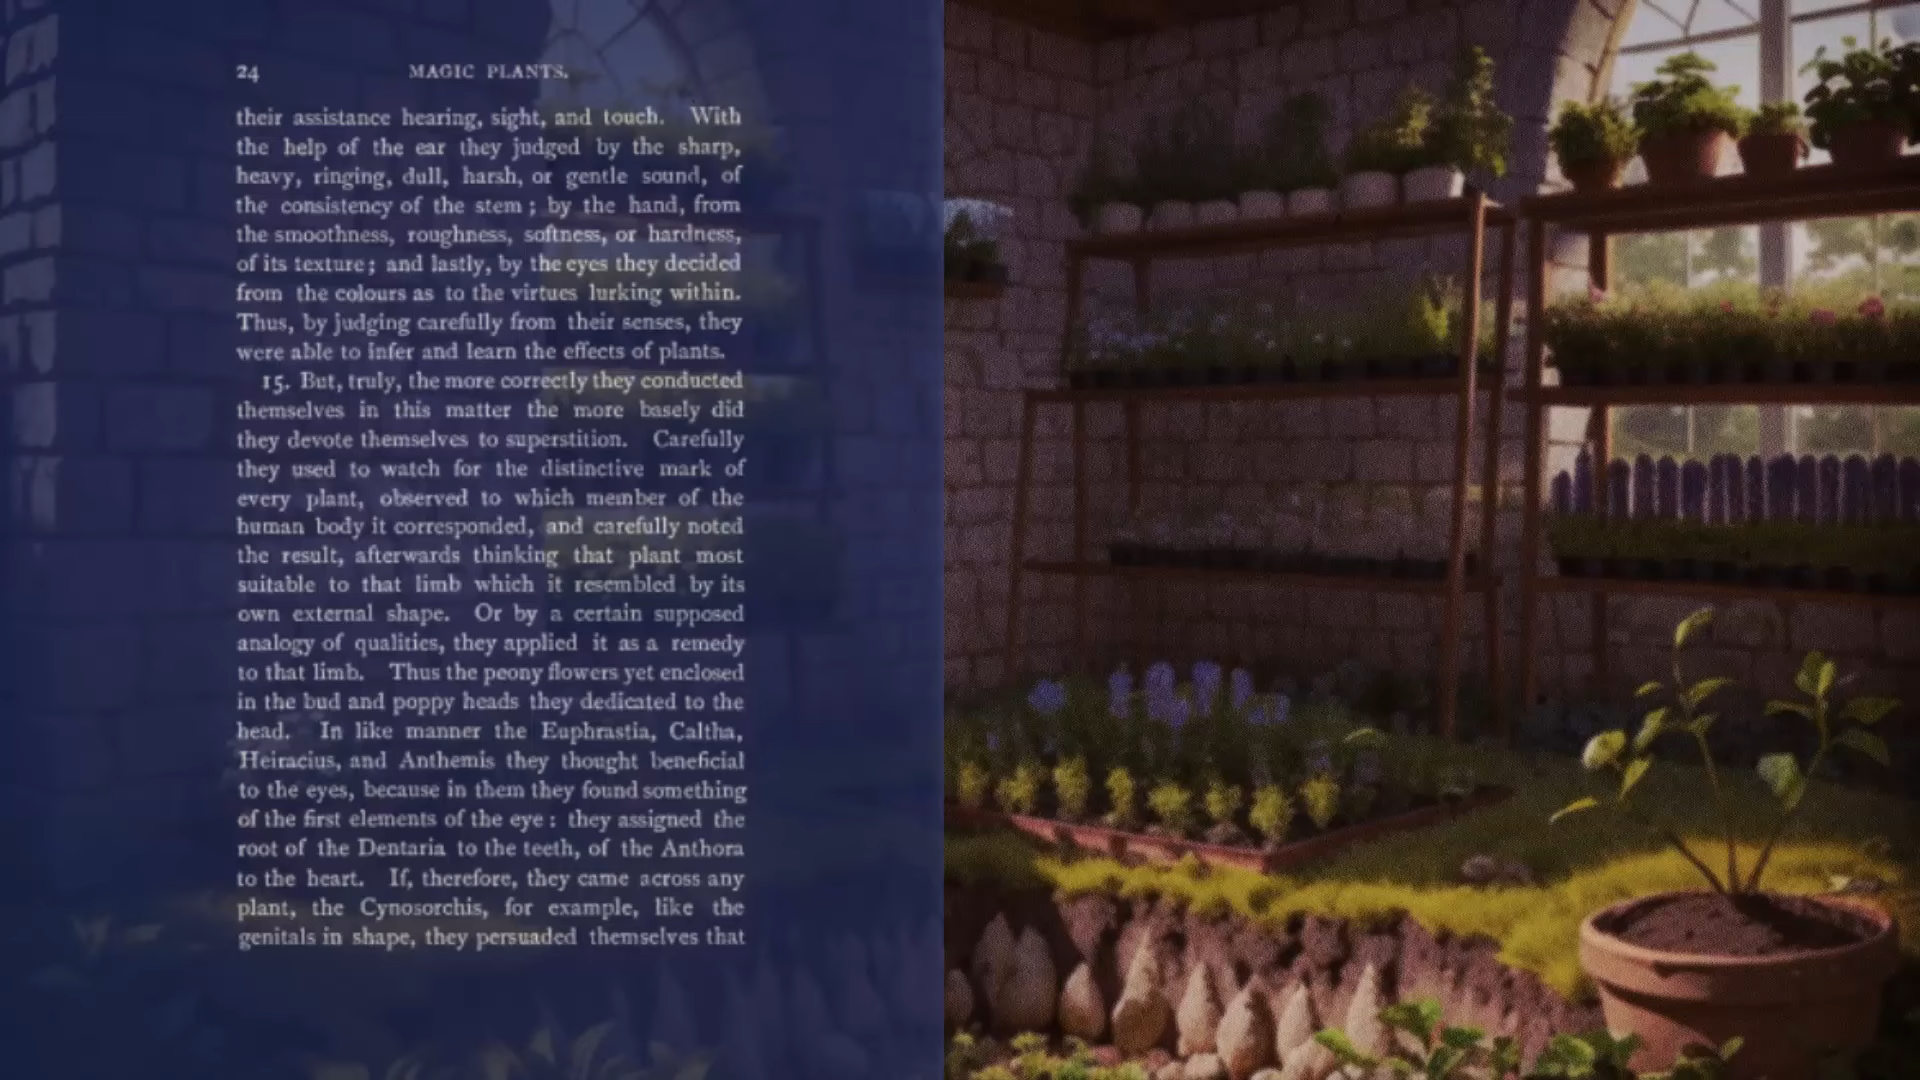 24 MAGIC PLANTS.
their assistance hearing, sight, and touch. With
the help of the ear they judged by the sharp,
heavy, ringing, dull, harsh, or gentle sound, of
the consistency of the stem ; by the hand, from
the smoothness, roughness, softness, or hardness,
of its texture ; and lastly, by the eyes they decided
from the colours as to the virtues lurking within.
Thus, by judging carefully from their senses, they
were able to infer and learn the effects of plants.
15. But, truly, the more correctly they conducted
themselves in this matter the more basely did
they devote themselves to superstition. Carefully
they used to watch for the distinctive mark of
every plant, observed to which member of the
human body it corresponded, and carefully noted
the result, afterwards thinking that plant most
suitable to that limb which it resembled by its
own external shape. Or by a certain supposed
analogy of qualities, they applied it as a remedy
to that limb. Thus the peony flowers yet enclosed
in the bud and poppy heads they dedicated to the
head. In like manner the Euphrastia, Caltha,
Heiracius, and Anthemis they thought beneficial
to the eyes, because in them they found something
of the first elements of the eye : they assigned the
root of the Dentaria to the teeth, of the Anthora
to the heart. If, therefore, they came across any
plant, the Cynosorchis, for example, like the
genitals in shape, they persuaded themselves that